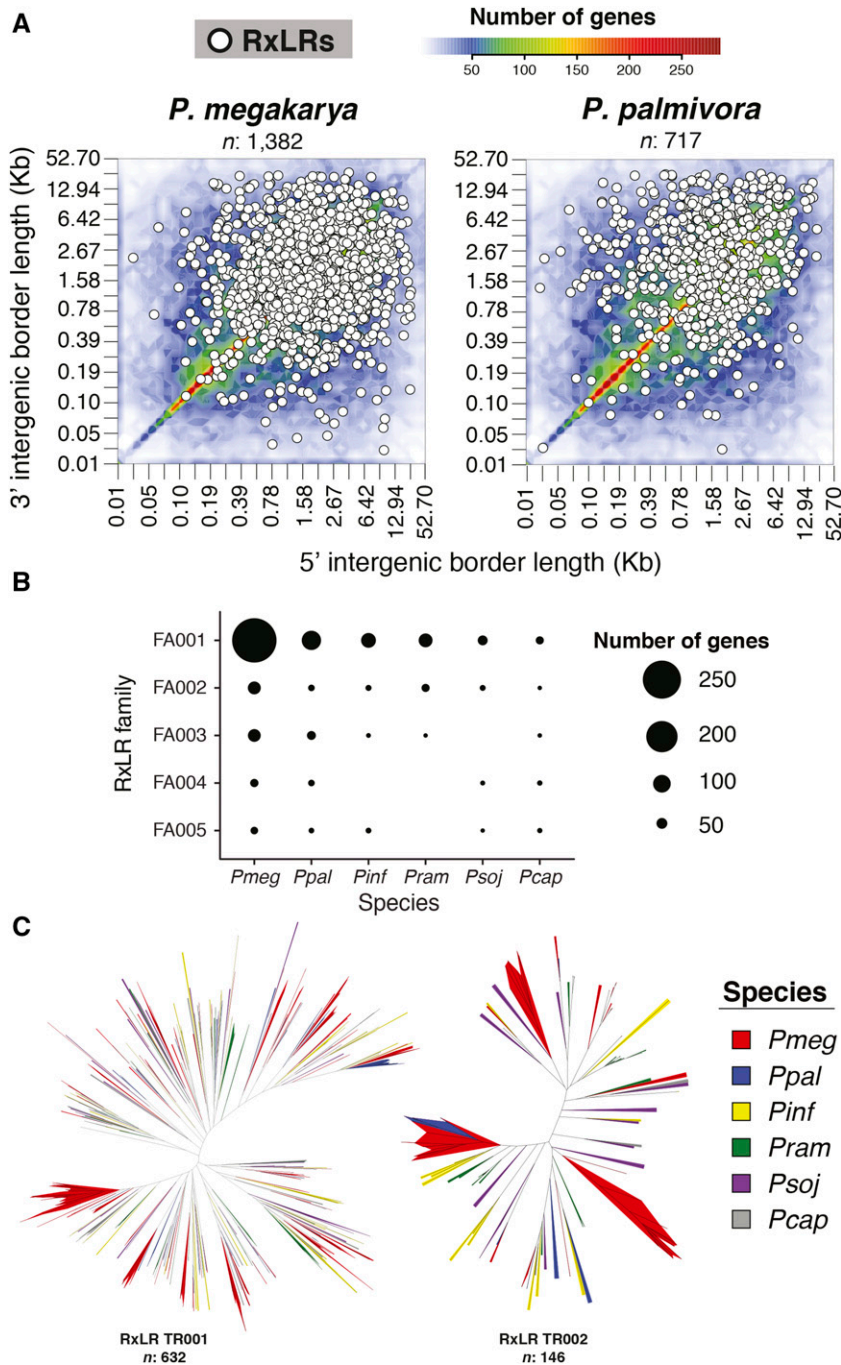 A
RxLRs
Number of genes
50 100 150 200 250
P. megakarya
n: 1,382
P. palmivora
n: 717
3' intergenic border length (Kb)
52.70
12.94
6.42
2.67
1.58
0.78
0.39
0.19
0.10
0.05
0.01
52.70
12.94
6.42
2.67
1.58
0.78
0.39
0.19
0.10
0.05
0.01
0.01 0.05 0.10 0.19 0.39 0.78 1.58 2.67 6.42 12.94 52.70
0.01 0.05 0.10 0.19 0.39 0.78 1.58 2.67 6.42 12.94 52.70
5' intergenic border length (Kb)
B
RxLR family
FA001
FA002
FA003
FA004
FA005
Pmeg Ppal Pinf Pram Psoj Pcap
Species
Number of genes
250
200
100
50
C
RxLR TR001
n: 632
RxLR TR002
n: 146
Species
Pmeg
Ppal
Pinf
Pram
Psoj
Pcap